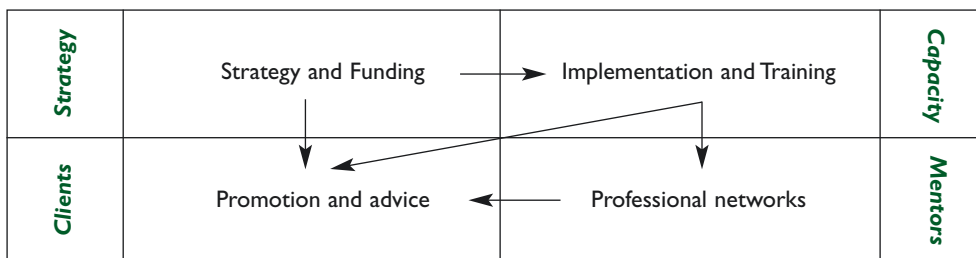 Strategy
Strategy and Funding
Implementation and Training
Capacity
Clients
Promotion and advice
Professional networks
Mentors